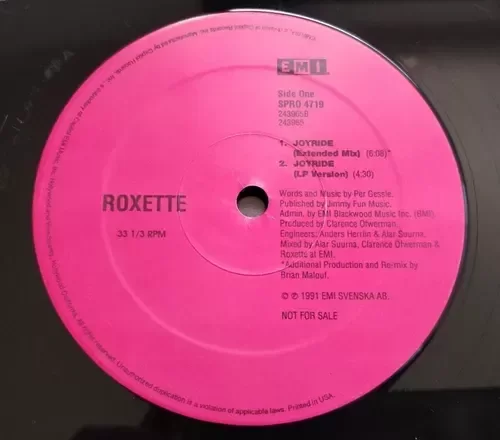 EMI
Side One
SPRO 4719
ROXETTE
33 1/3 RPM
1. JOYRIDE
(Extended Mix) (6:08)*
2. JOYRIDE
(LP Version) (4:30)
Words and Music by Per Gessle.
Published by Jimmy Fun Music.
Admin. by EMI Blackwood Music Inc. (BMI)
Produced by Clarence Öfwerman.
Engineers: Anders Herrlin & Alar Suurna.
Mixed by Alar Suurna, Clarence Öfwerman &
Roxette at EMI.
*Additional Production and Re/mix by
Brian Malouf.
© ℗ 1991 EMI SVENSKA AB.
NOT FOR SALE
All rights reserved. Unauthorized duplication is a violation of applicable laws. Printed in USA.